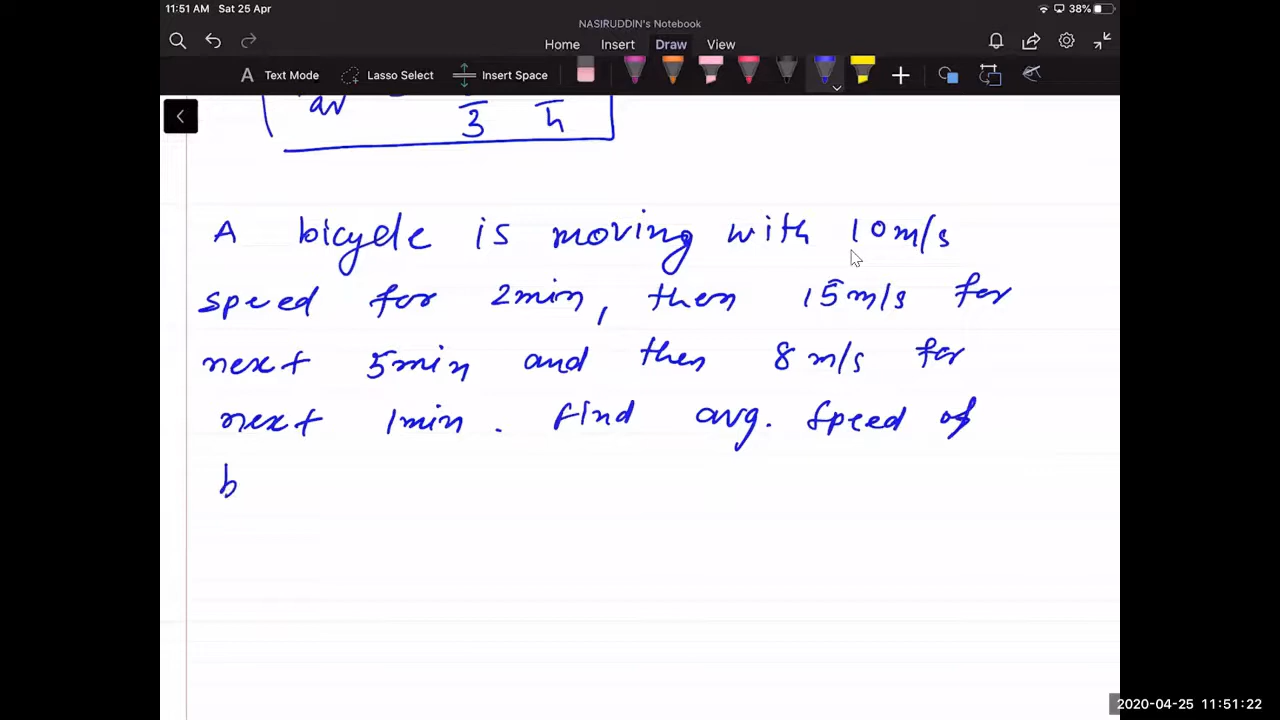 11:51 AM Sat 25 Apr
38%
NASIRUDDIN's Notebook
Home Insert Draw View
A Text Mode Lasso Select Insert Space
av
3 h
A bicycle is moving with 10m/s
speed for 2min, then 15m/s for
next 5min and then 8 m/s for
next 1min. Find avg. Speed of
b
2020-04-25 11:51:22